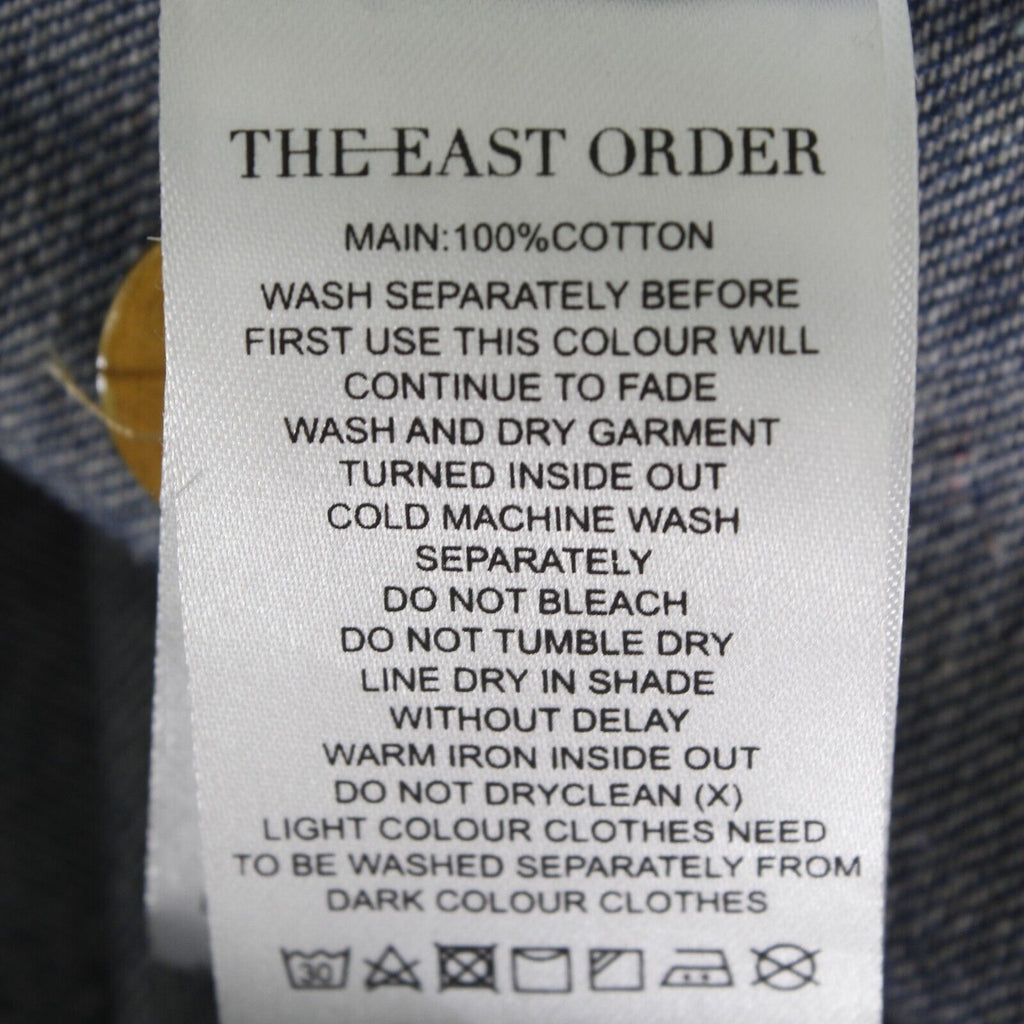 THE EAST ORDER
MAIN:100%COTTON
WASH SEPARATELY BEFORE
FIRST USE THIS COLOUR WILL
CONTINUE TO FADE
WASH AND DRY GARMENT
TURNED INSIDE OUT
COLD MACHINE WASH
SEPARATELY
DO NOT BLEACH
DO NOT TUMBLE DRY
LINE DRY IN SHADE
WITHOUT DELAY
WARM IRON INSIDE OUT
DO NOT DRYCLEAN (X)
LIGHT COLOUR CLOTHES NEED
TO BE WASHED SEPARATELY FROM
DARK COLOUR CLOTHES
30